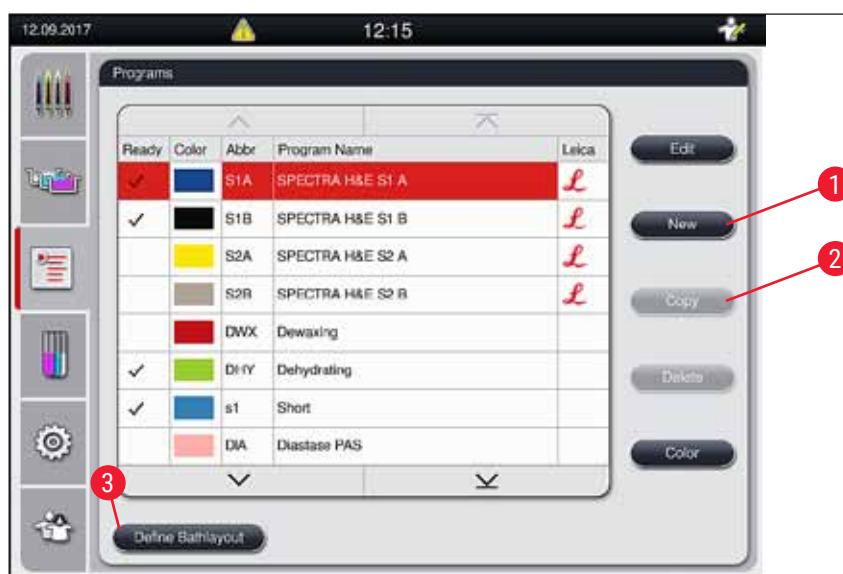 12.09.2017 12:15
Programs
Ready Color Abbr Program Name Leica
S1A SPECTRA H&E S1 A
S1B SPECTRA H&E S1 B
S2A SPECTRA H&E S2 A
S2B SPECTRA H&E S2 B
DWX Dewaxing
DHY Dehydrating
s1 Short
DIA Diastase PAS
Edit
New
Copy
Delete
Color
Define Bathlayout
1
2
3